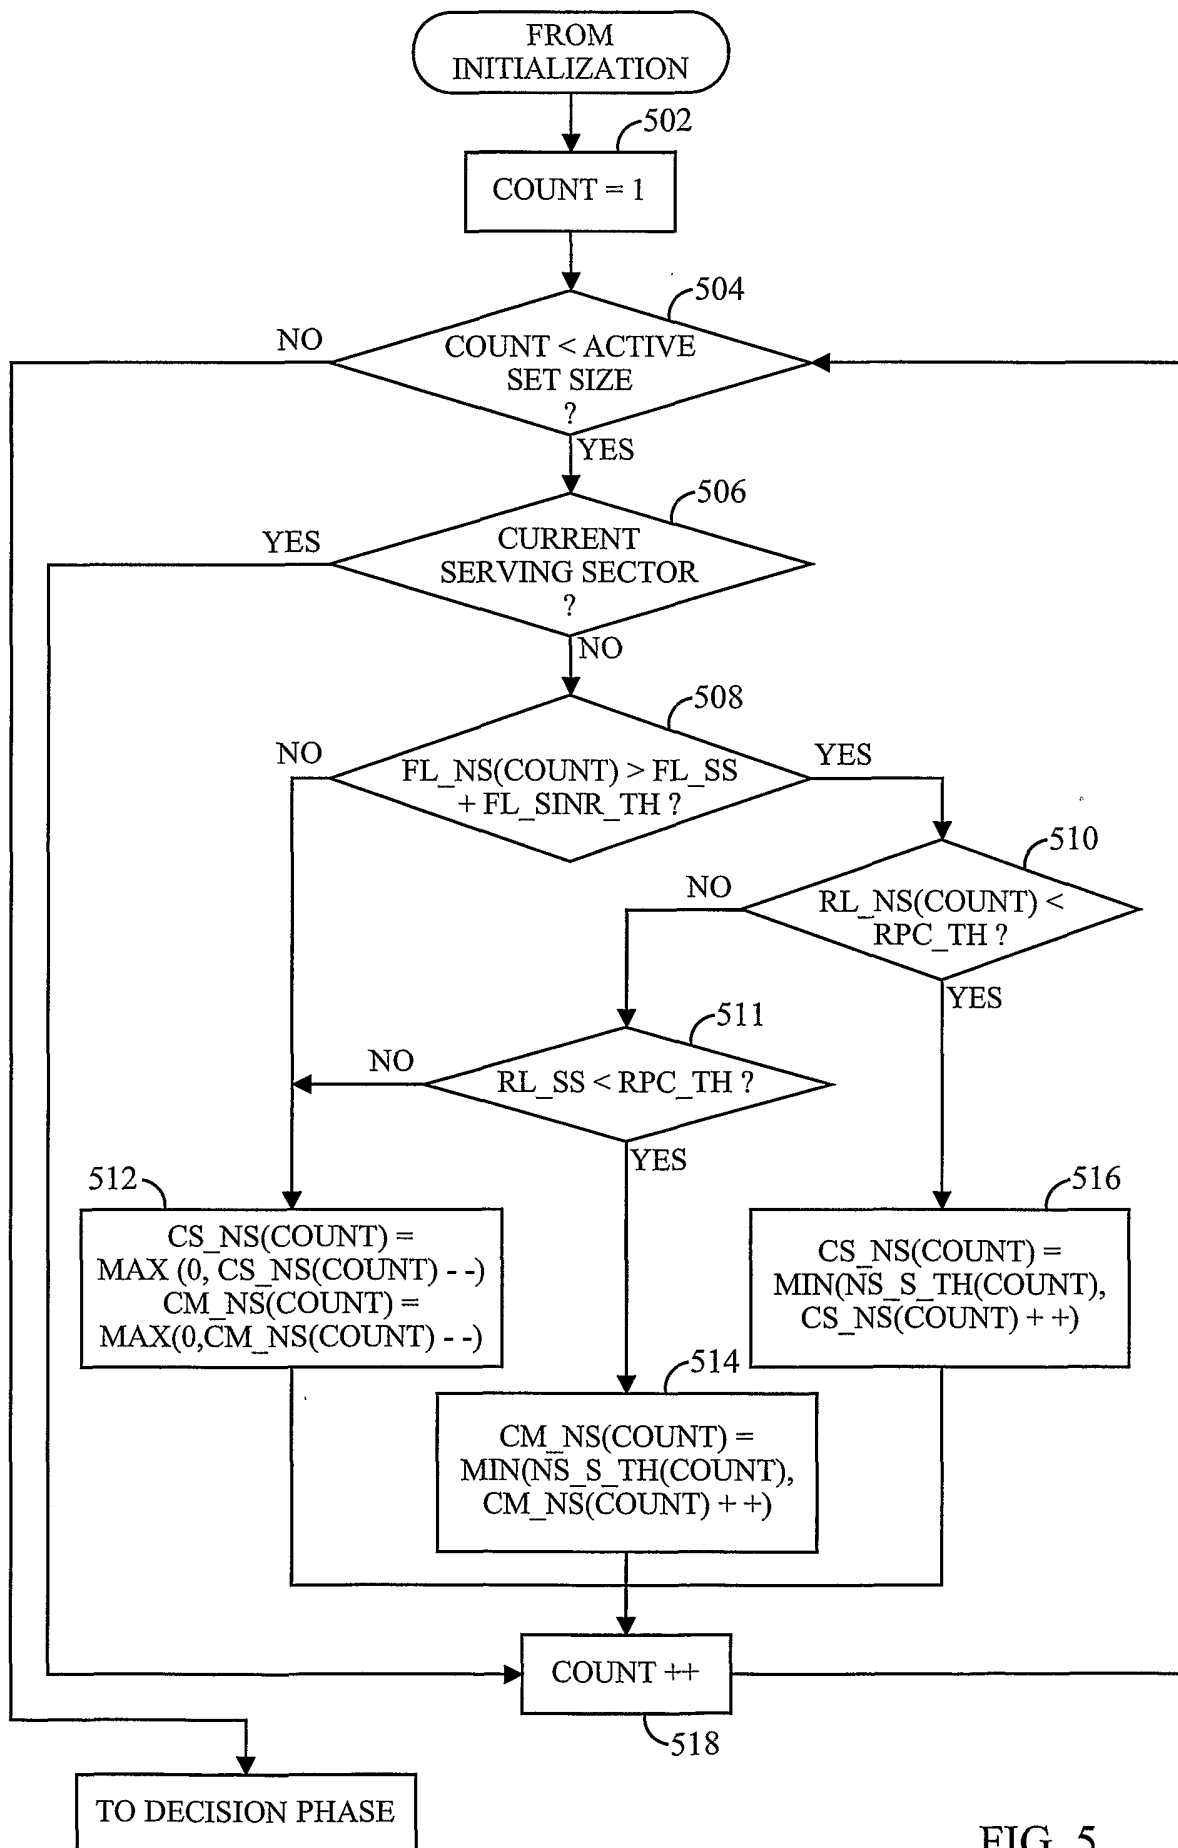 FROM
INITIALIZATION
502
COUNT = 1
504
NO
COUNT < ACTIVE
SET SIZE
?
YES
506
YES
CURRENT
SERVING SECTOR
?
NO
508
NO
YES
FL_NS(COUNT) > FL_SS
+ FL_SINR_TH ?
510
NO
RL_NS(COUNT) <
RPC_TH ?
YES
511
NO
RL_SS < RPC_TH ?
YES
512
CS_NS(COUNT) =
MAX (0, CS_NS(COUNT) - -)
CM_NS(COUNT) =
MAX(0,CM_NS(COUNT) - -)
516
CS_NS(COUNT) =
MIN(NS_S_TH(COUNT),
CS_NS(COUNT) + +)
514
CM_NS(COUNT) =
MIN(NS_S_TH(COUNT),
CM_NS(COUNT) + +)
COUNT ++
518
TO DECISION PHASE
FIG. 5